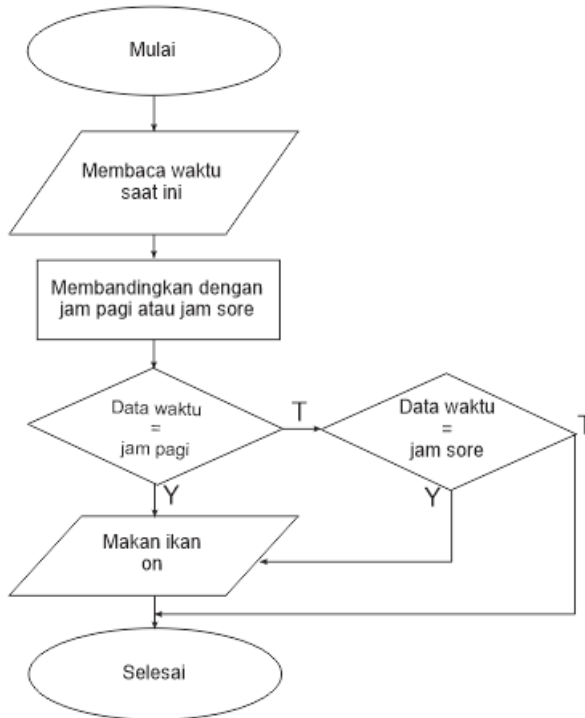 Mulai
Membaca waktu
saat ini
Membandingkan dengan
jam pagi atau jam sore
Data waktu
=
jam pagi
T
Data waktu
=
jam sore
T
Y
Y
Makan ikan
on
Selesai